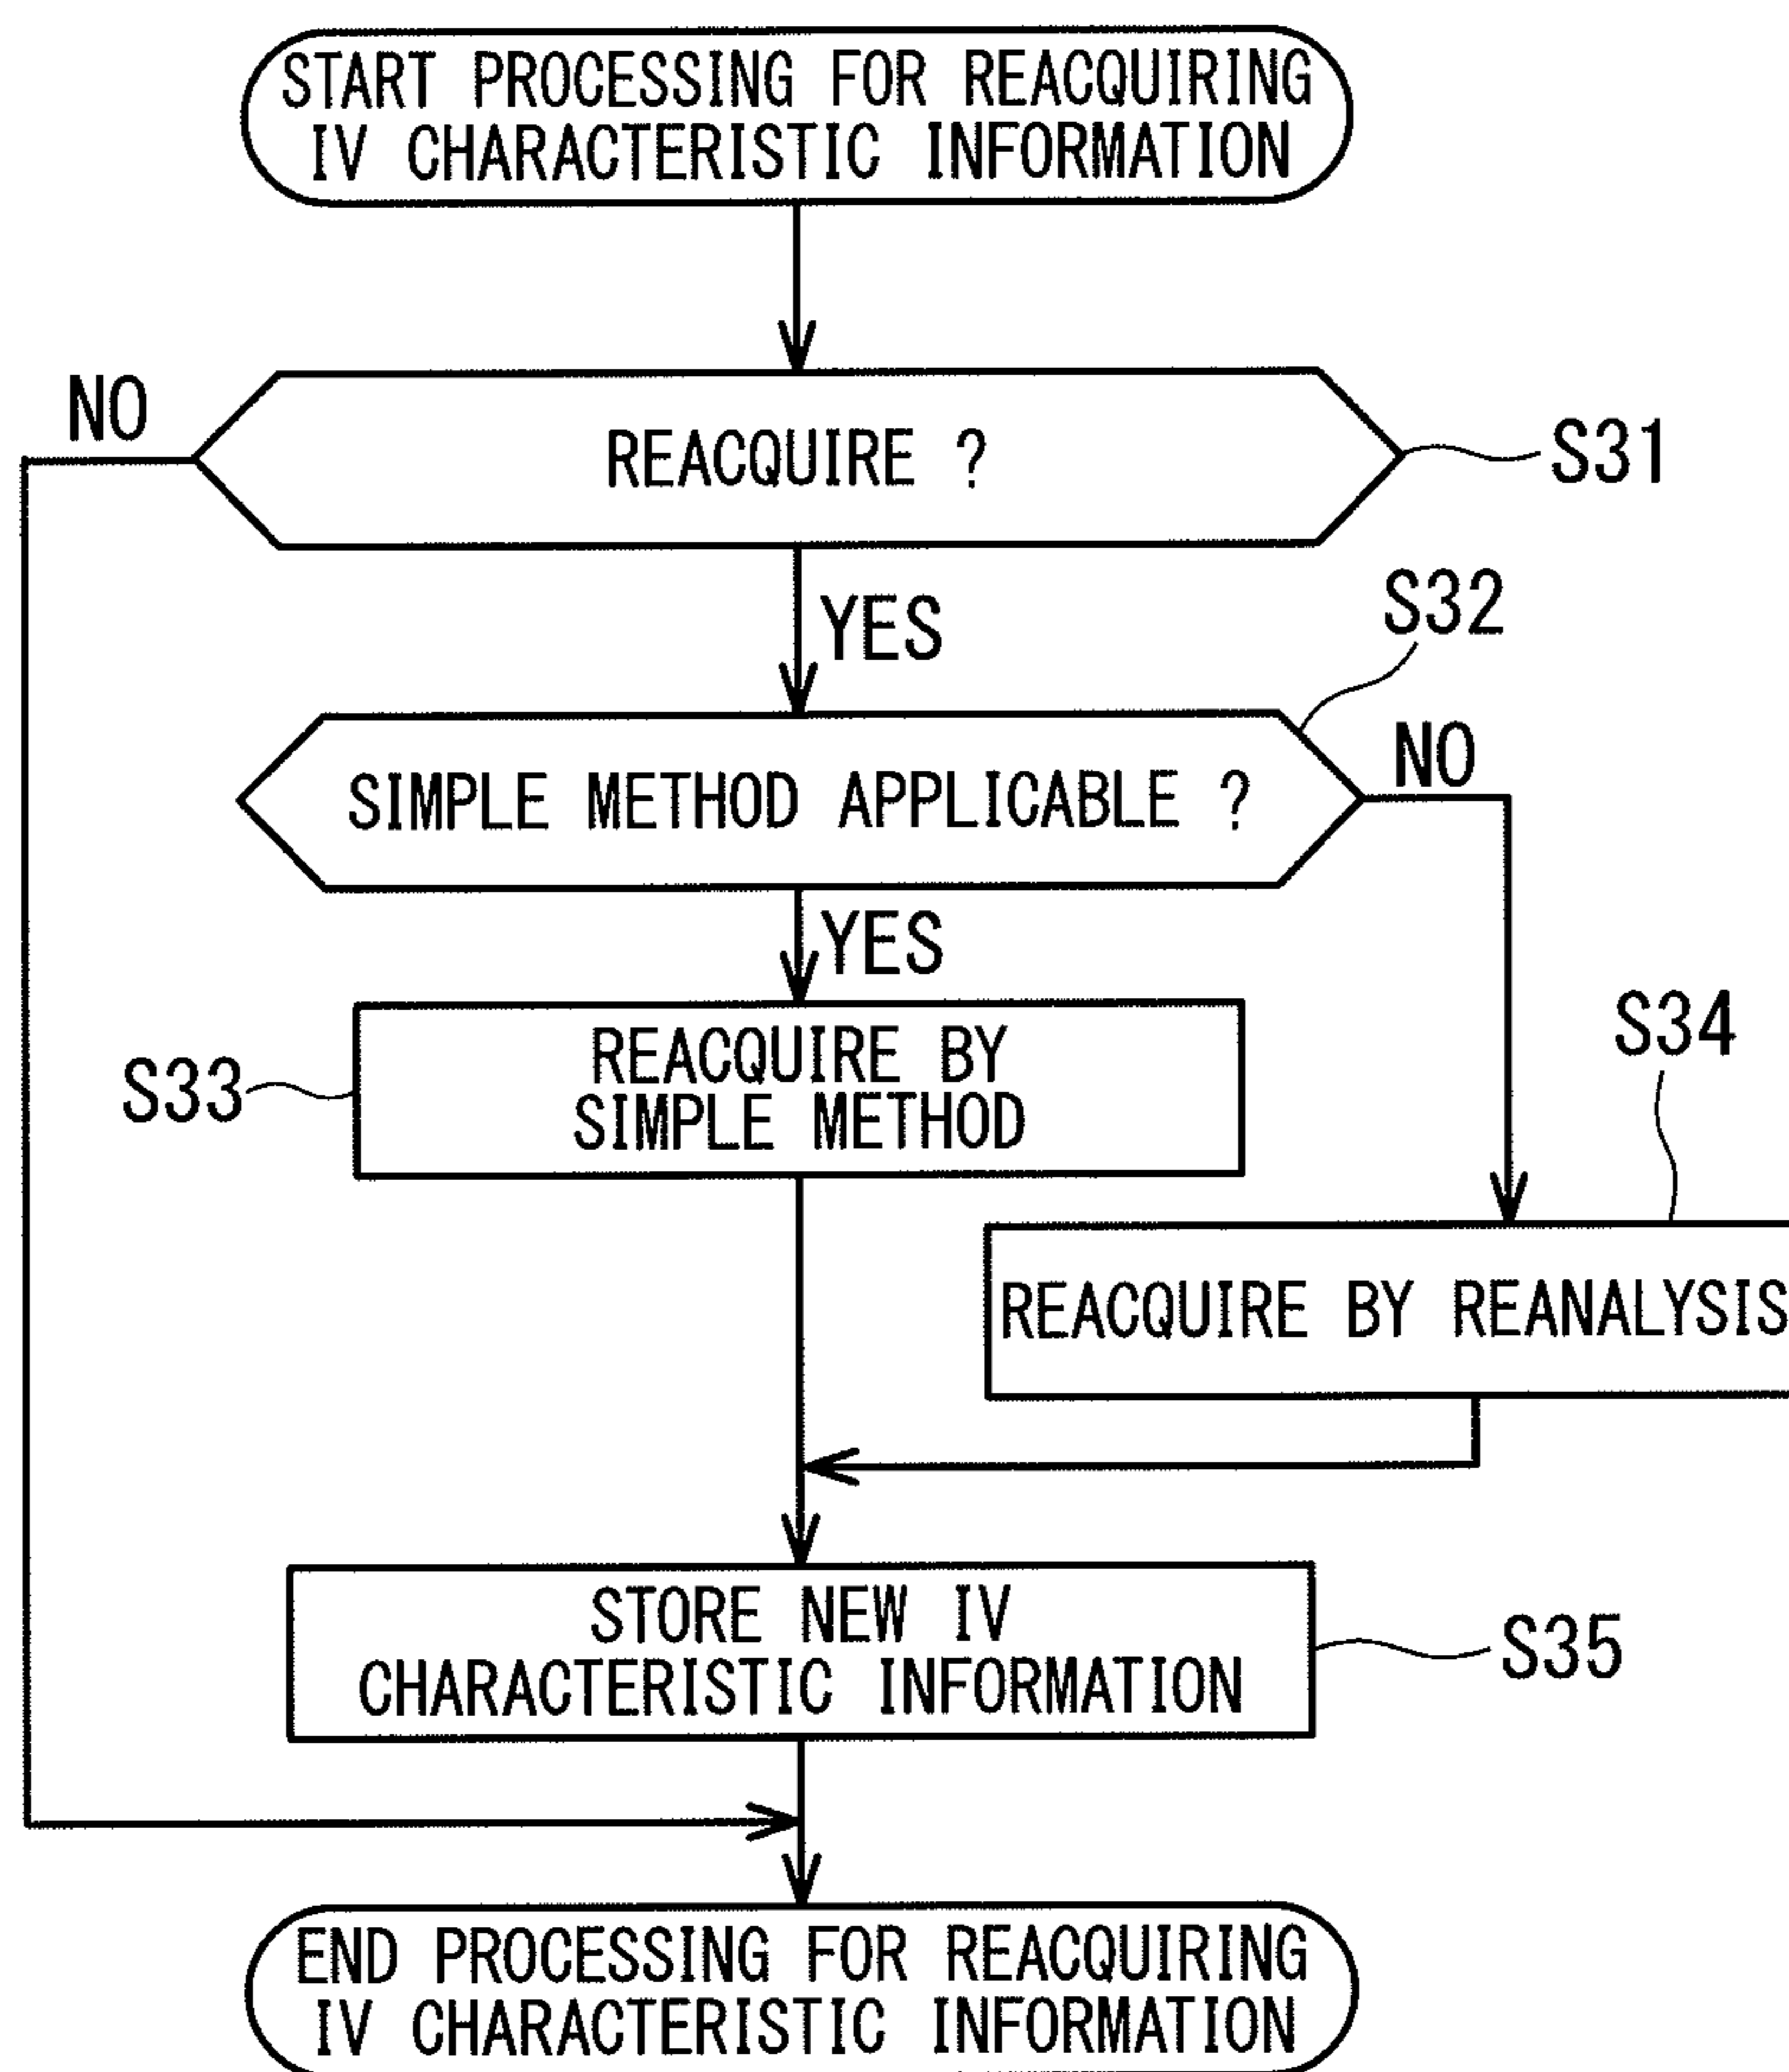 START PROCESSING FOR REACQUIRING
IV CHARACTERISTIC INFORMATION
NO
REACQUIRE ?
S31
YES
S32
SIMPLE METHOD APPLICABLE ?
NO
YES
REACQUIRE BY
SIMPLE METHOD
S33
S34
REACQUIRE BY REANALYSIS
STORE NEW IV
CHARACTERISTIC INFORMATION
S35
END PROCESSING FOR REACQUIRING
IV CHARACTERISTIC INFORMATION